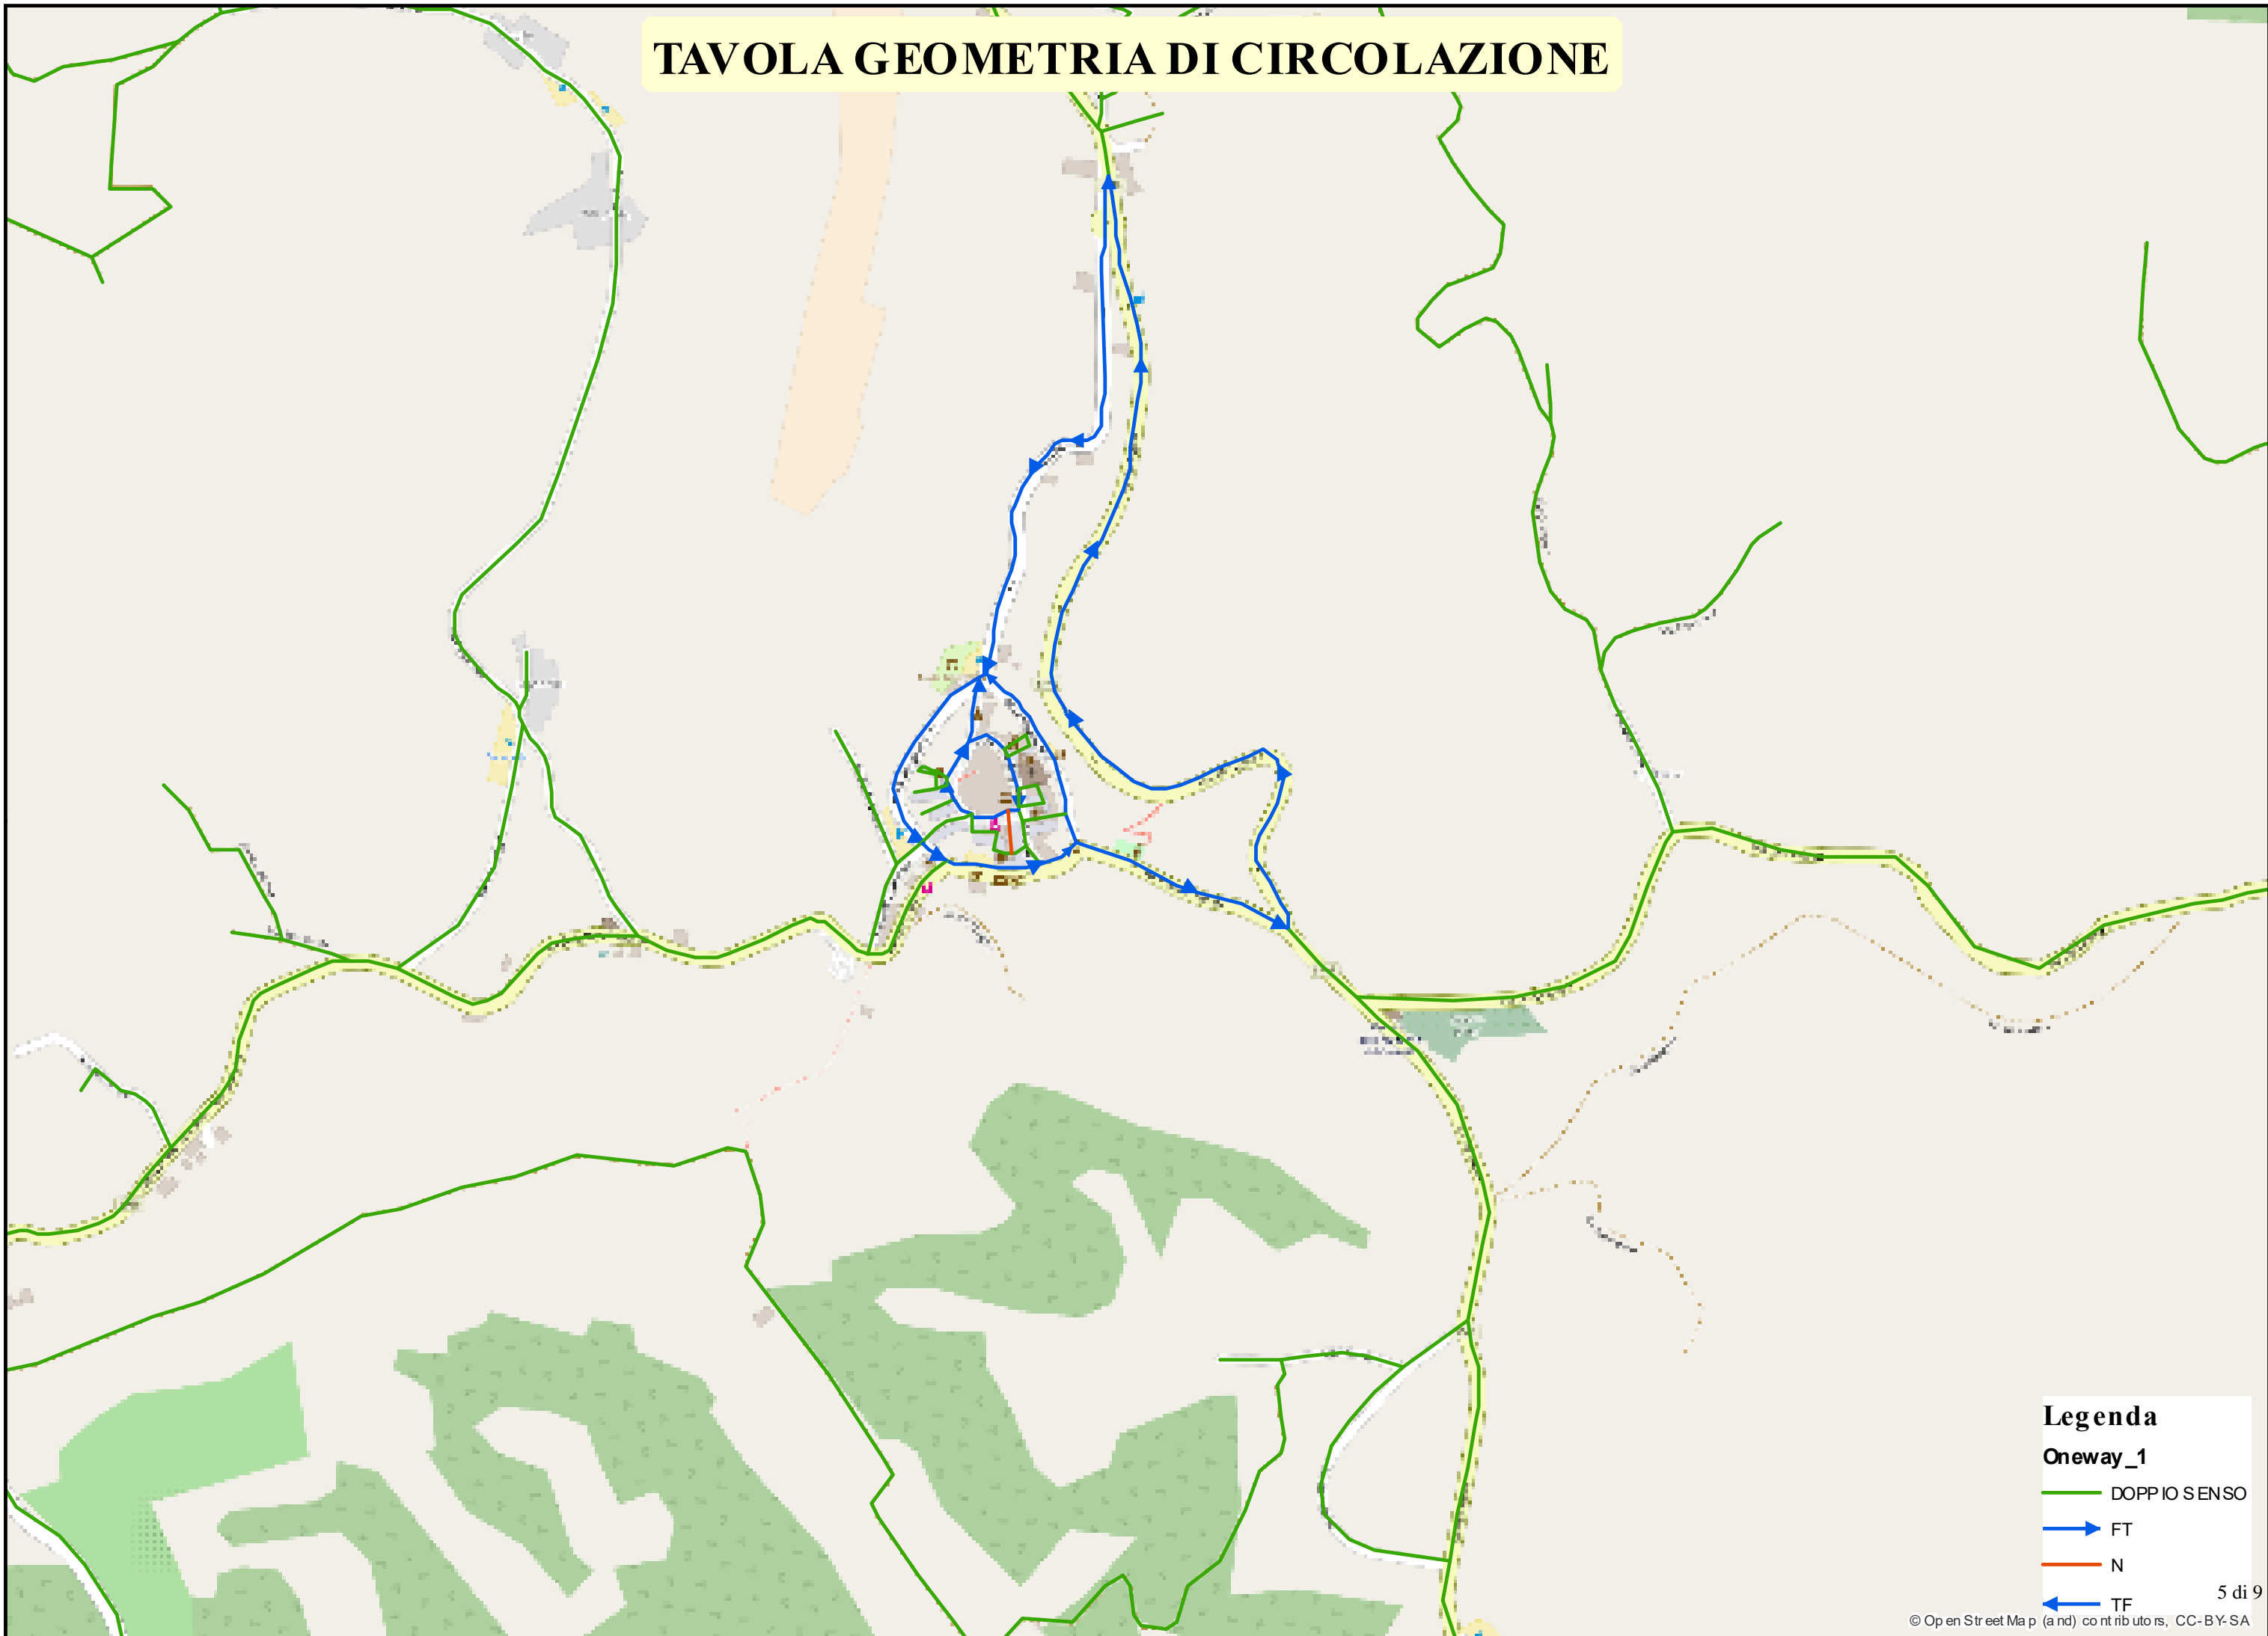 TAVOLA GEOMETRIA DI CIRCOLAZIONE
Legenda
Oneway_1
DOPPIO SENSO
FT
N
TF
5 di 9
© OpenStreetMap (and) contributors, CC-BY-SA